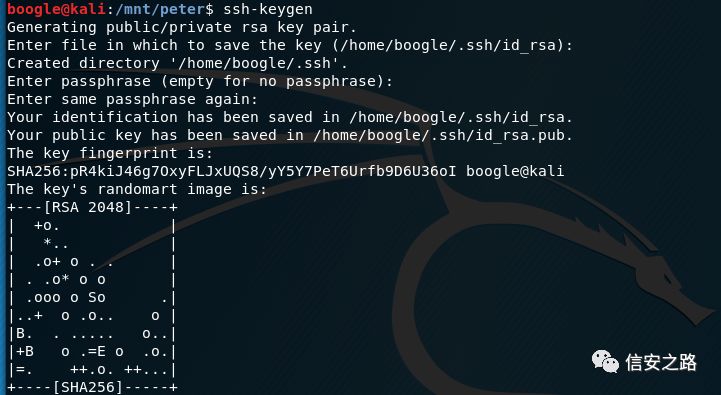 boogle@kali:/mnt/peter$ ssh-keygen
Generating public/private rsa key pair.
Enter file in which to save the key (/home/boogle/.ssh/id_rsa):
Created directory '/home/boogle/.ssh'.
Enter passphrase (empty for no passphrase):
Enter same passphrase again:
Your identification has been saved in /home/boogle/.ssh/id_rsa.
Your public key has been saved in /home/boogle/.ssh/id_rsa.pub.
The key fingerprint is:
SHA256:pR4kiJ46g7OxyFLJxUQS8/yY5Y7PeT6Urfb9D6U36oI boogle@kali
The key's randomart image is:
+---[RSA 2048]----+
|   +o.            |
|    *..           |
|   .o+ o . .      |
|  . .o* o o       |
|  .ooo o So      .|
|..+  o .o..    o |
|B.  . .....   o..|
|+B   o .=E o  .o.|
|=.    ++.o. ++...|
+----[SHA256]-----+
信安之路